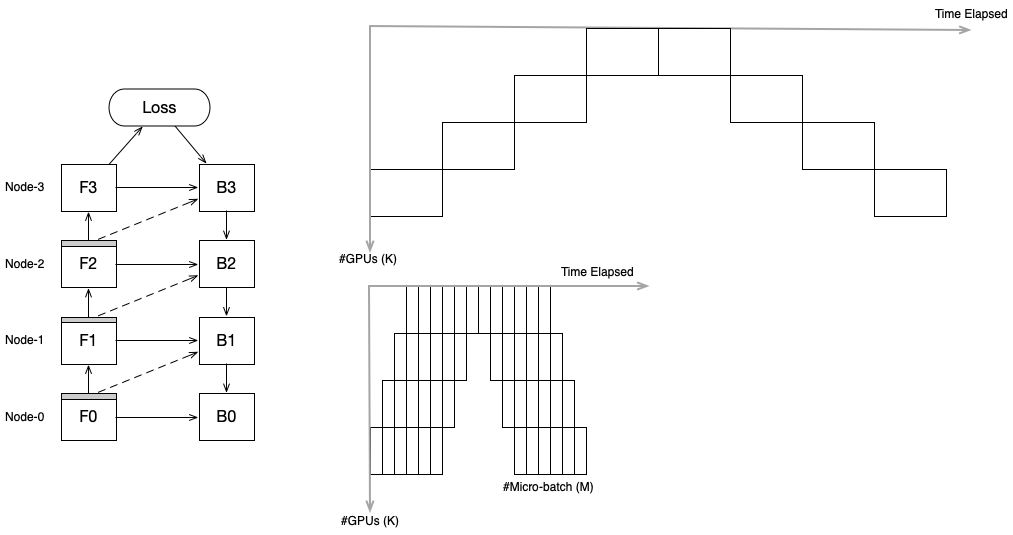 Time Elapsed
Loss
Node-3
F3
B3
#GPUs (K)
Node-2
F2
B2
Time Elapsed
Node-1
F1
B1
Node-0
F0
B0
#Micro-batch (M)
#GPUs (K)